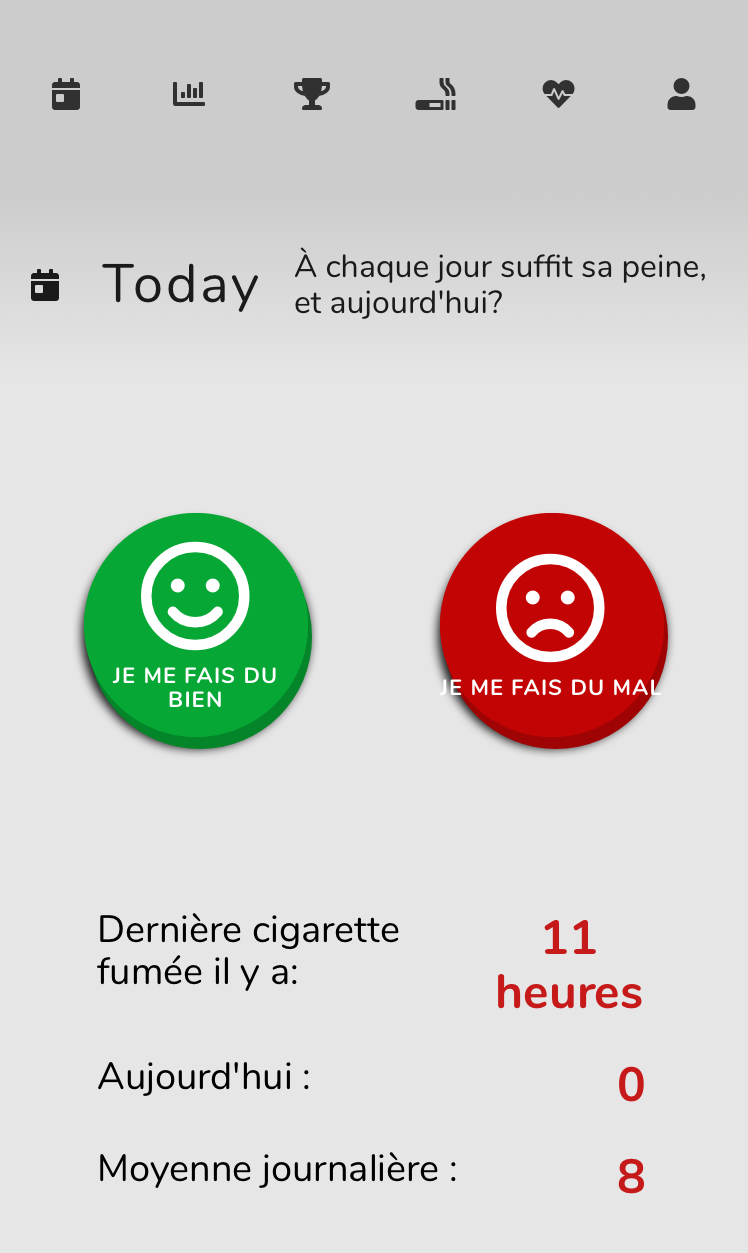 Today
À chaque jour suffit sa peine,
et aujourd'hui?
JE ME FAIS DU
BIEN
JE ME FAIS DU MAL
Dernière cigarette
fumée il y a:
11
heures
Aujourd'hui :
0
Moyenne journalière :
8